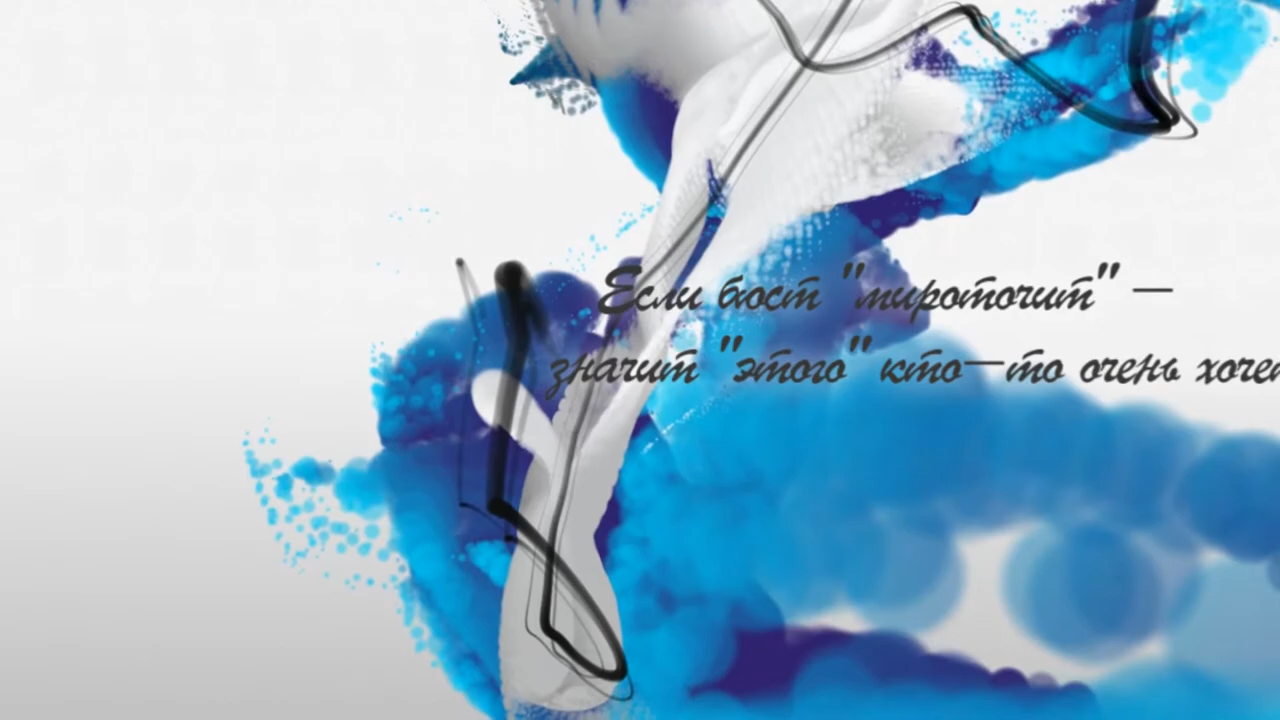 Если бюст "мироточит" —
значит "этого" кто—то очень